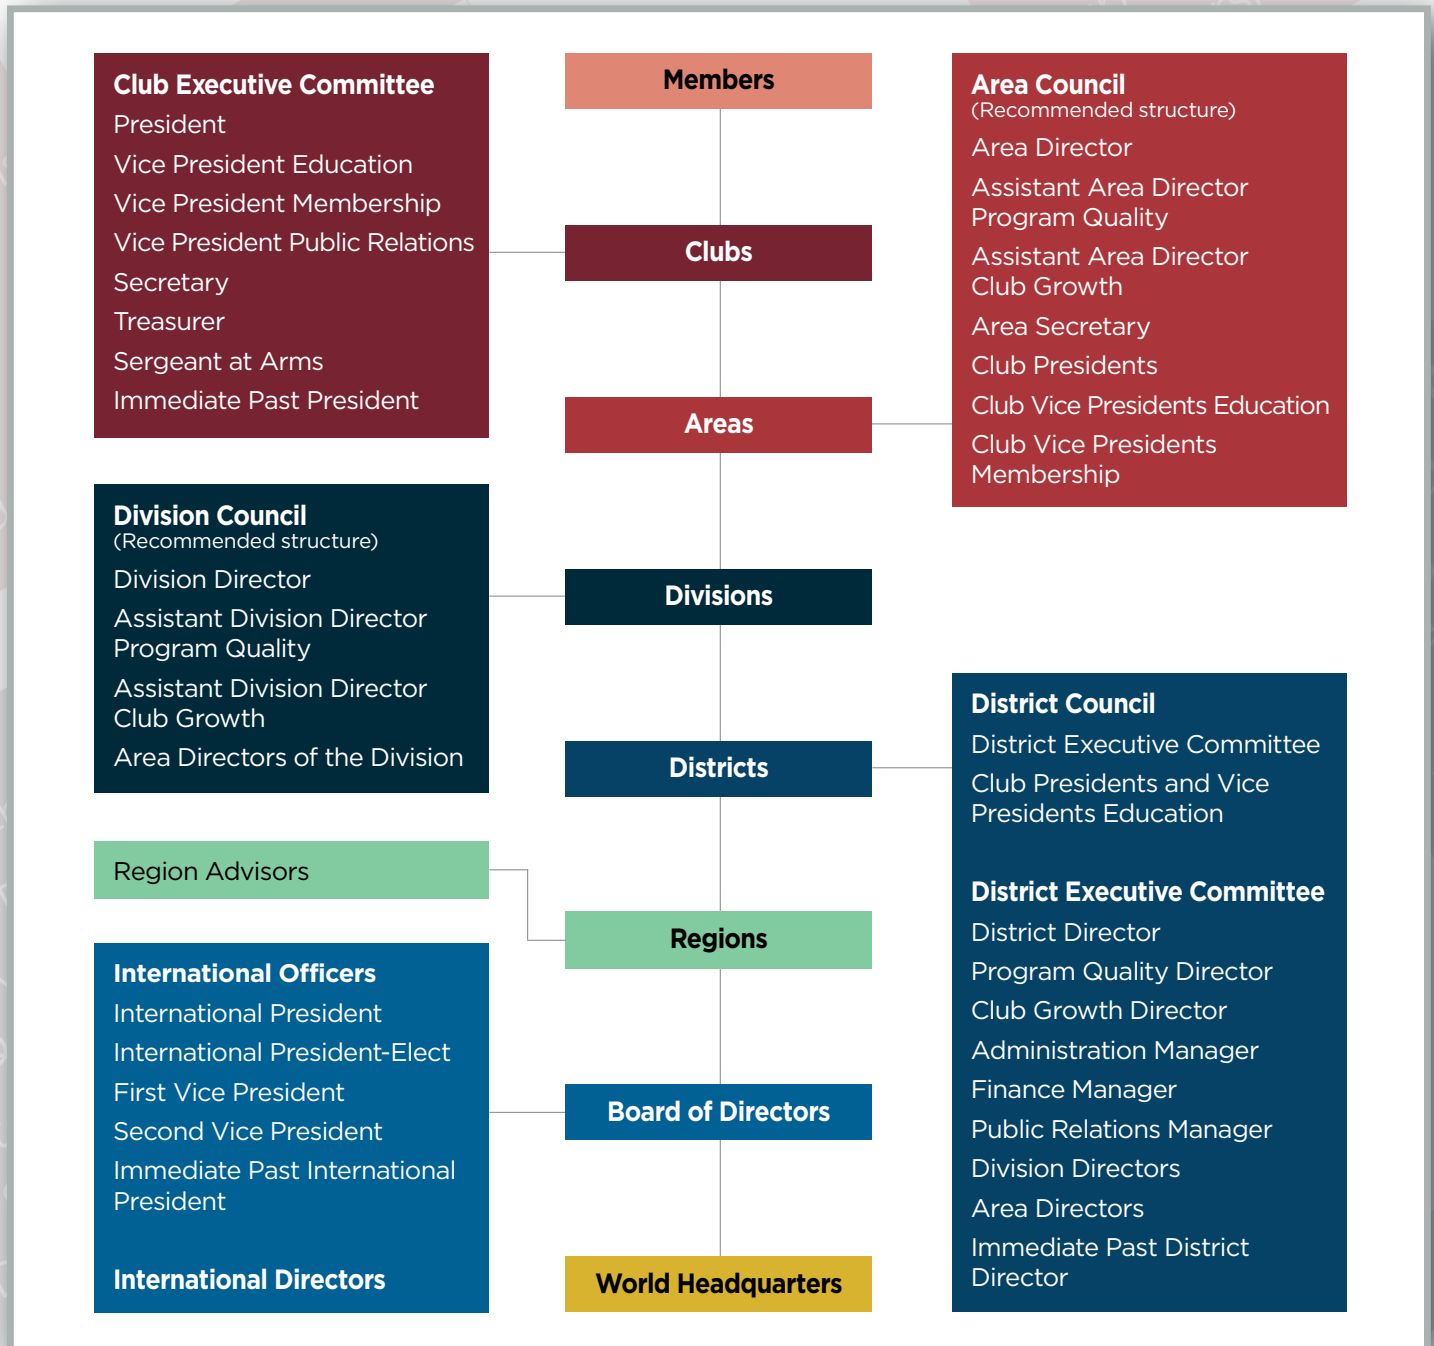 Members
Club Executive Committee
President
Vice President Education
Vice President Membership
Vice President Public Relations
Secretary
Treasurer
Sergeant at Arms
Immediate Past President
Clubs
Area Council
(Recommended structure)
Area Director
Assistant Area Director
Program Quality
Assistant Area Director
Club Growth
Area Secretary
Club Presidents
Club Vice Presidents Education
Club Vice Presidents
Membership
Areas
Division Council
(Recommended structure)
Division Director
Assistant Division Director
Program Quality
Assistant Division Director
Club Growth
Area Directors of the Division
Divisions
Districts
District Council
District Executive Committee
Club Presidents and Vice
Presidents Education
District Executive Committee
District Director
Program Quality Director
Club Growth Director
Administration Manager
Finance Manager
Public Relations Manager
Division Directors
Area Directors
Immediate Past District
Director
Region Advisors
Regions
International Officers
International President
International President-Elect
First Vice President
Second Vice President
Immediate Past International
President
International Directors
Board of Directors
World Headquarters